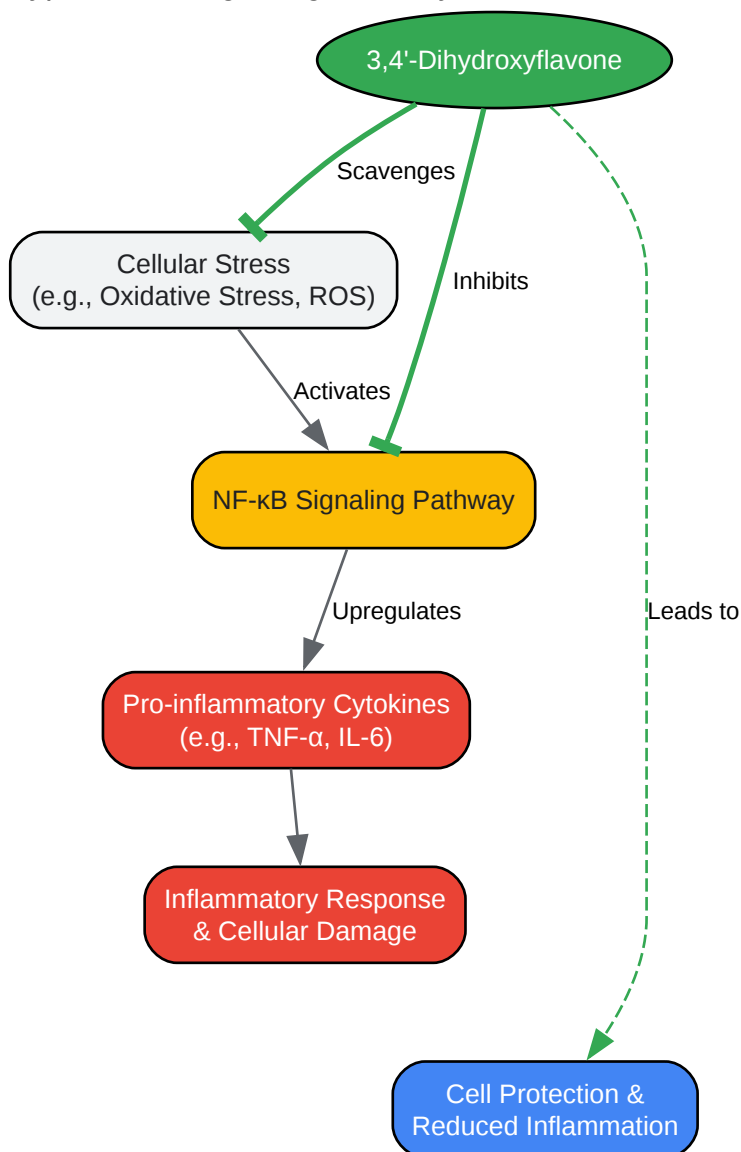 3,4'-Dihydroxyflavone
Scavenges
Cellular Stress
(e.g., Oxidative Stress, ROS)
Inhibits
Activates
NF-κB Signaling Pathway
Upregulates
Leads to
Pro-inflammatory Cytokines
(e.g., TNF-α, IL-6)
Inflammatory Response
& Cellular Damage
Cell Protection &
Reduced Inflammation